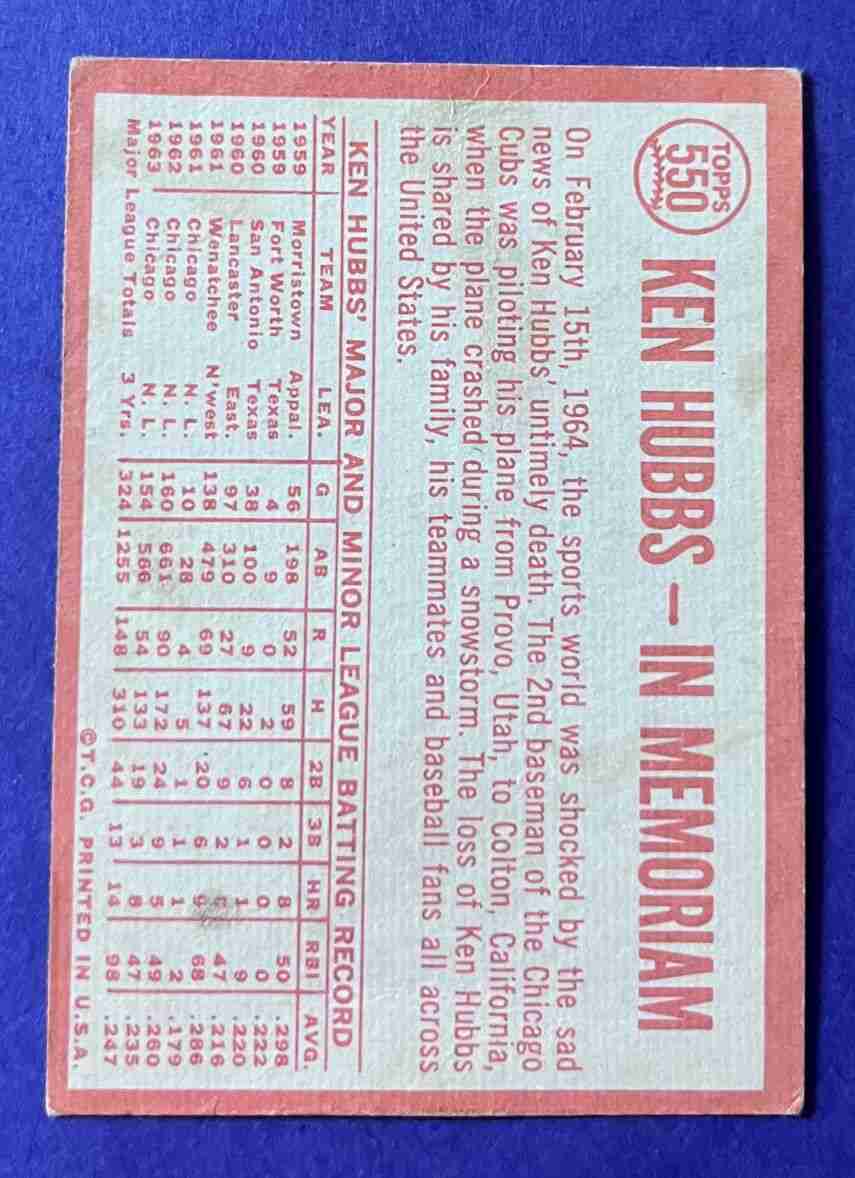 TOPPS
550
KEN HUBBS — IN MEMORIAM
On February 15th, 1964, the sports world was shocked by the sad
news of Ken Hubbs' untimely death. The 2nd baseman of the Chicago
Cubs was piloting his plane from Provo, Utah, to Colton, California,
when the plane crashed during a snowstorm. The loss of Ken Hubbs
is shared by his family, his teammates and baseball fans all across
the United States.
KEN HUBBS' MAJOR AND MINOR LEAGUE BATTING RECORD
YEAR TEAM LEA. G AB R H 2B 3B HR RBI AVG.
1959 Morristown Appal. 56 198 52 59 8 2 8 50 .298
1959 Fort Worth Texas 4 9 0 2 0 0 0 0 .222
1960 San Antonio Texas 38 100 9 22 6 1 1 9 .220
1960 Lancaster East. 97 310 27 67 9 2 47 .216
1961 Wenatchee N'west 138 479 69 137 20 6 68 .286
1961 Chicago N. L. 10 28 4 5 1 1 1 2 .179
1962 Chicago N. L. 160 661 90 172 24 9 5 49 .260
1963 Chicago N. L. 154 566 54 133 19 3 8 47 .235
Major League Totals 3 Yrs. 324 1255 148 310 44 13 14 98 .247
©T.C.G. PRINTED IN U.S.A.